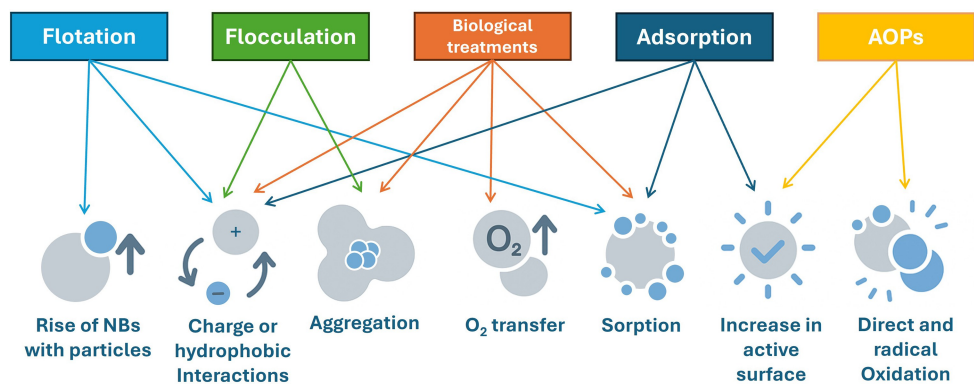 Flotation
Flocculation
Biological
treatments
Adsorption
AOPs
+
−
O₂
Rise of NBs
with particles
Charge or
hydrophobic
Interactions
Aggregation
O₂ transfer
Sorption
Increase in
active
surface
Direct and
radical
Oxidation